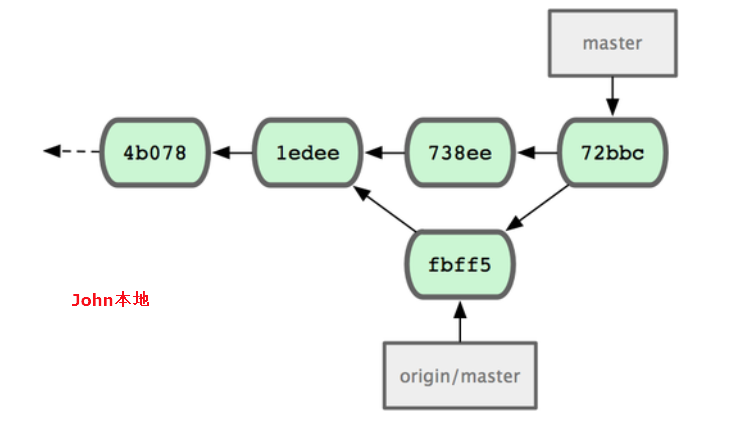 master
4b078
1edee
738ee
72bbc
fbff5
John本地
origin/master